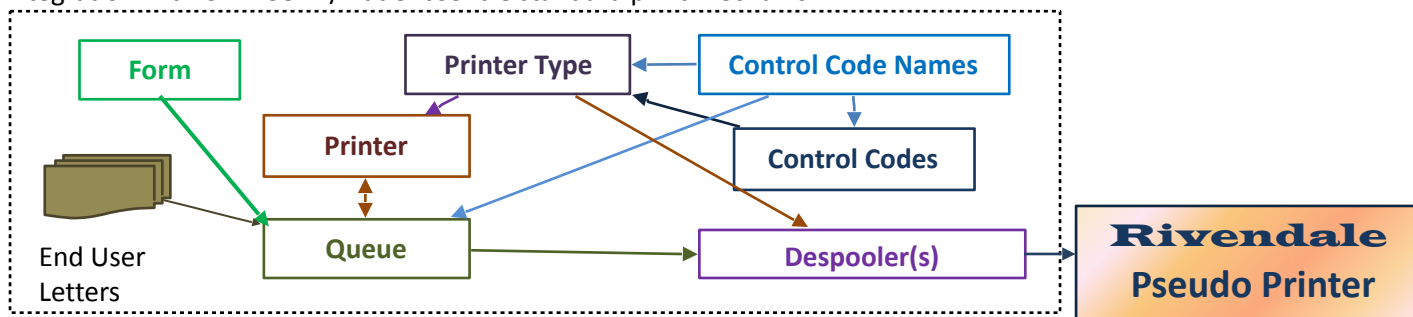 Form
Printer Type
Control Code Names
Printer
Control Codes
End User
Letters
Queue
Despooler(s)
Rivendale
Pseudo Printer